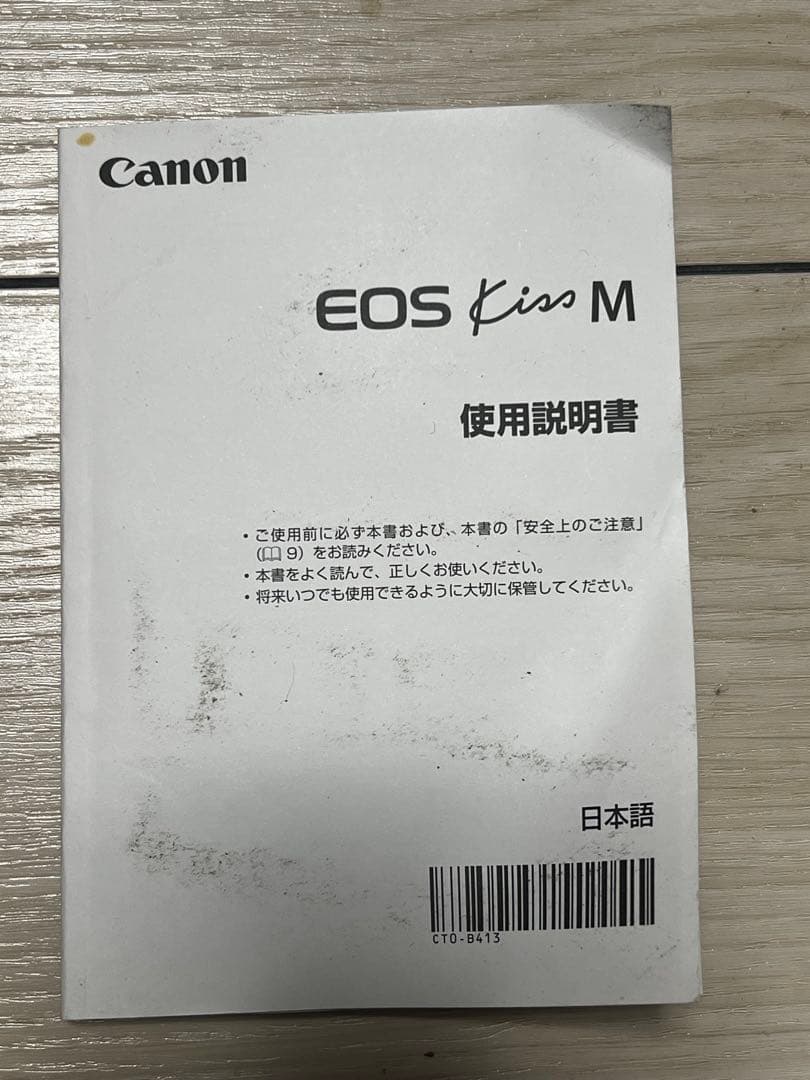 Canon
EOS Kiss M
使用説明書
・ご使用前に必ず本書および、本書の「安全上のご注意」
(📖 9）をお読みください。
・本書をよく読んで、正しくお使いください。
・将来いつでも使用できるように大切に保管してください。
日本語
CT0-B413